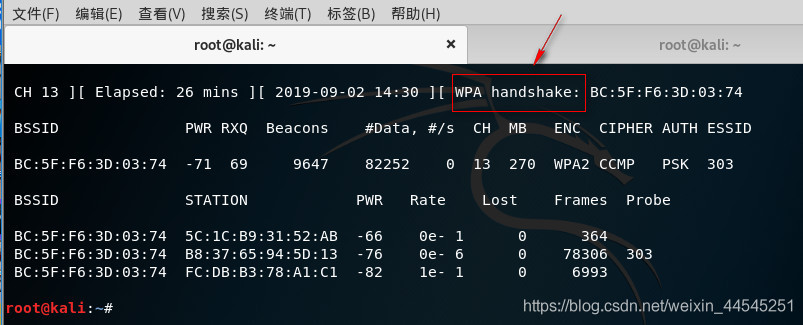 文件(F) 编辑(E) 查看(V) 搜索(S) 终端(T) 标签(B) 帮助(H)
root@kali: ~ × root@kali: ~
CH 13 ][ Elapsed: 26 mins ][ 2019-09-02 14:30 ][ WPA handshake: BC:5F:F6:3D:03:74
BSSID PWR RXQ Beacons #Data, #/s CH MB ENC CIPHER AUTH ESSID
BC:5F:F6:3D:03:74 -71 69 9647 82252 0 13 270 WPA2 CCMP PSK 303
BSSID STATION PWR Rate Lost Frames Probe
BC:5F:F6:3D:03:74 5C:1C:B9:31:52:AB -66 0e- 1 0 364
BC:5F:F6:3D:03:74 B8:37:65:94:5D:13 -76 0e- 6 0 78306 303
BC:5F:F6:3D:03:74 FC:DB:B3:78:A1:C1 -82 1e- 1 0 6993
root@kali:~#
https://blog.csdn.net/weixin_44545251